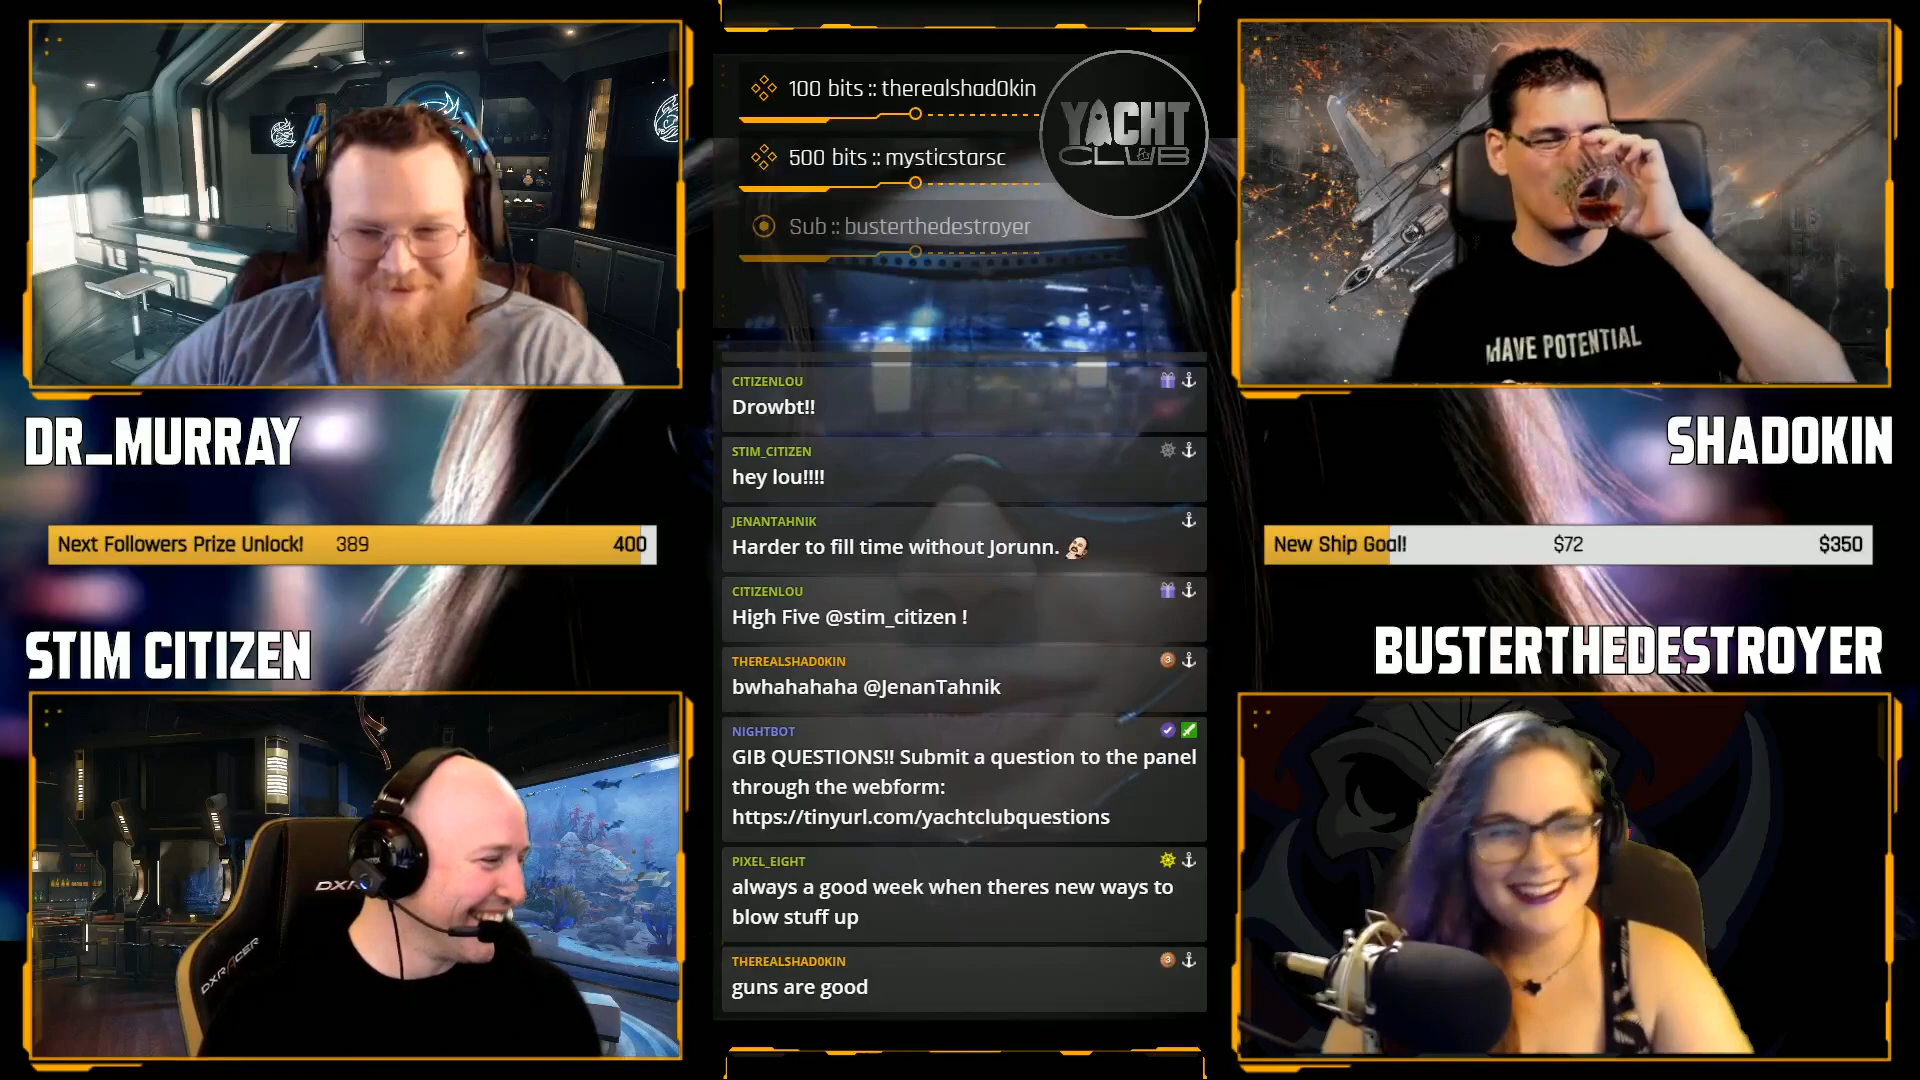 100 bits :: therealshad0kin
500 bits :: mysticstarsc
Sub :: busterthedestroyer
YACHT
CLUB
HAVE POTENTIAL
DR_MURRAY
SHADOKIN
Next Followers Prize Unlock! 389 400
New Ship Goal! $72 $350
STIM CITIZEN
BUSTERTHEDESTROYER
CITIZENLOU
Drowbt!!
STIM_CITIZEN
hey lou!!!!
JENANTAHNIK
Harder to fill time without Jorunn.
CITIZENLOU
High Five @stim_citizen !
THEREALSHAD0KIN
3
bwhahahaha @JenanTahnik
NIGHTBOT
GIB QUESTIONS!! Submit a question to the panel
through the webform:
https://tinyurl.com/yachtclubquestions
PIXEL_EIGHT
always a good week when theres new ways to
blow stuff up
THEREALSHAD0KIN
3
guns are good
DXRACER